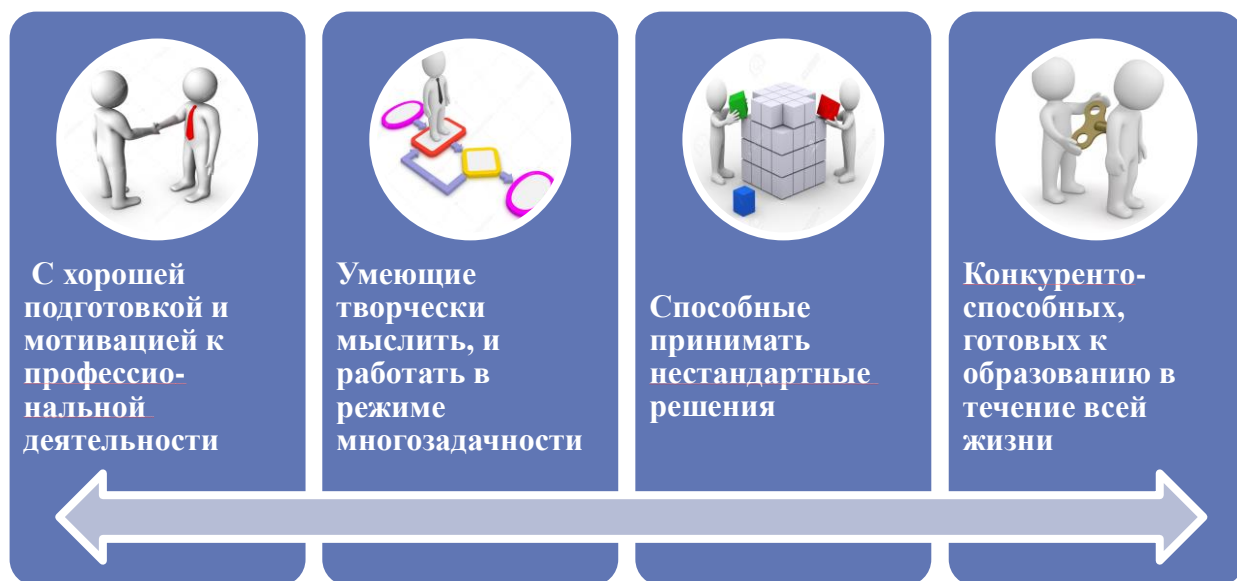 С хорошей
подготовкой и
мотивацией к
профессио-
нальной
деятельности
Умеющие
творчески
мыслить, и
работать в
режиме
многозадачности
Способные
принимать
нестандартные
решения
Конкуренто-
способных,
готовых к
образованию в
течение всей
жизни